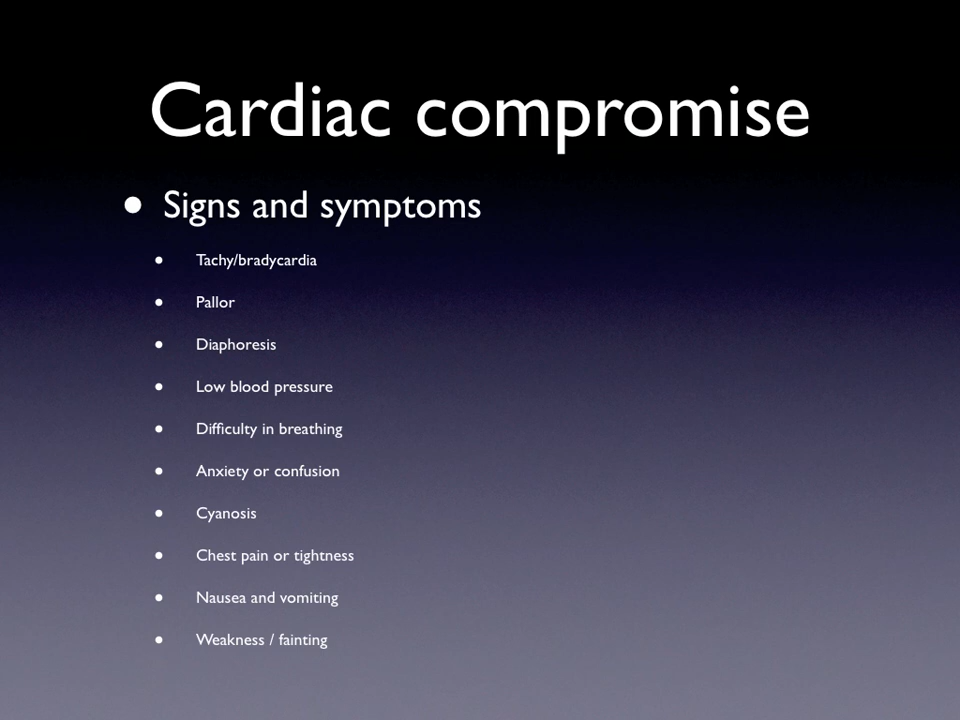 Cardiac compromise
• Signs and symptoms
• Tachy/bradycardia
• Pallor
• Diaphoresis
• Low blood pressure
• Difficulty in breathing
• Anxiety or confusion
• Cyanosis
• Chest pain or tightness
• Nausea and vomiting
• Weakness / fainting